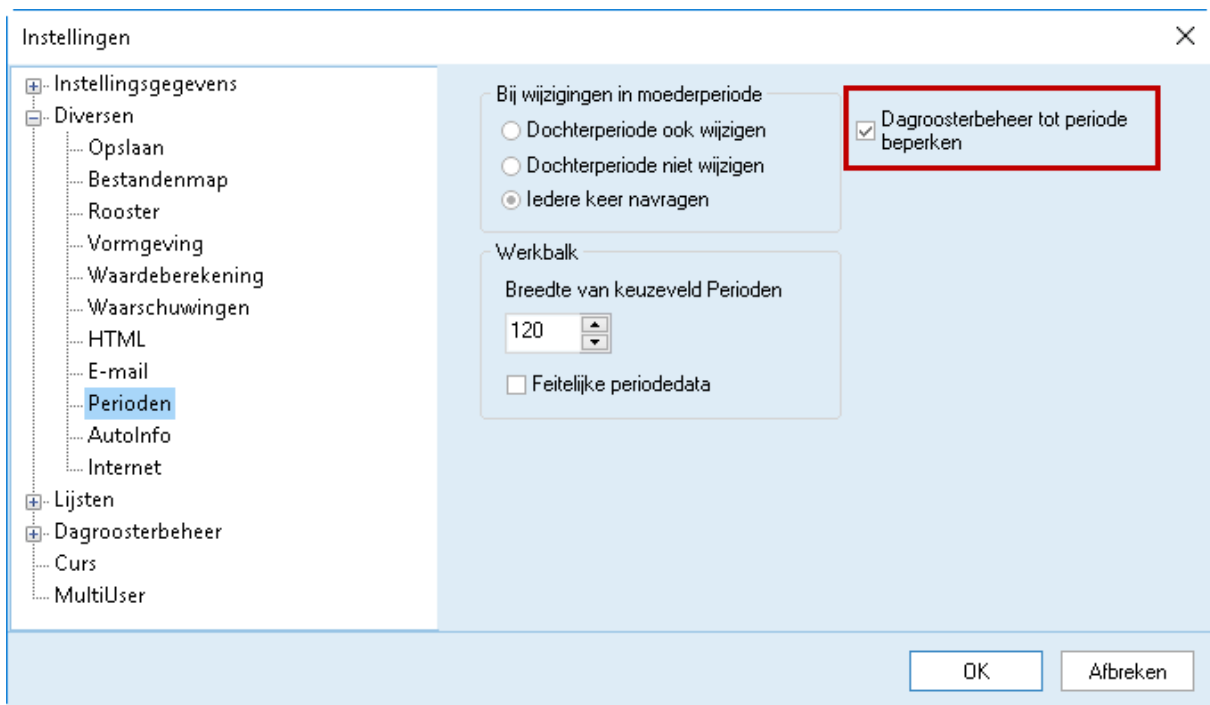 Instellingen
Instellingsgegevens
Diversen
Opslaan
Bestandenmap
Rooster
Vormgeving
Waardeberekening
Waarschuwingen
HTML
E-mail
Perioden
AutoInfo
Internet
Lijsten
Dagroosterbeheer
Curs
MultiUser
Bij wijzigingen in moederperiode
Dochterperiode ook wijzigen
Dochterperiode niet wijzigen
Iedere keer navragen
Werkbalk
Breedte van keuzeveld Perioden
120
Feitelijke periodedata
Dagroosterbeheer tot periode
beperken
OK
Afbreken